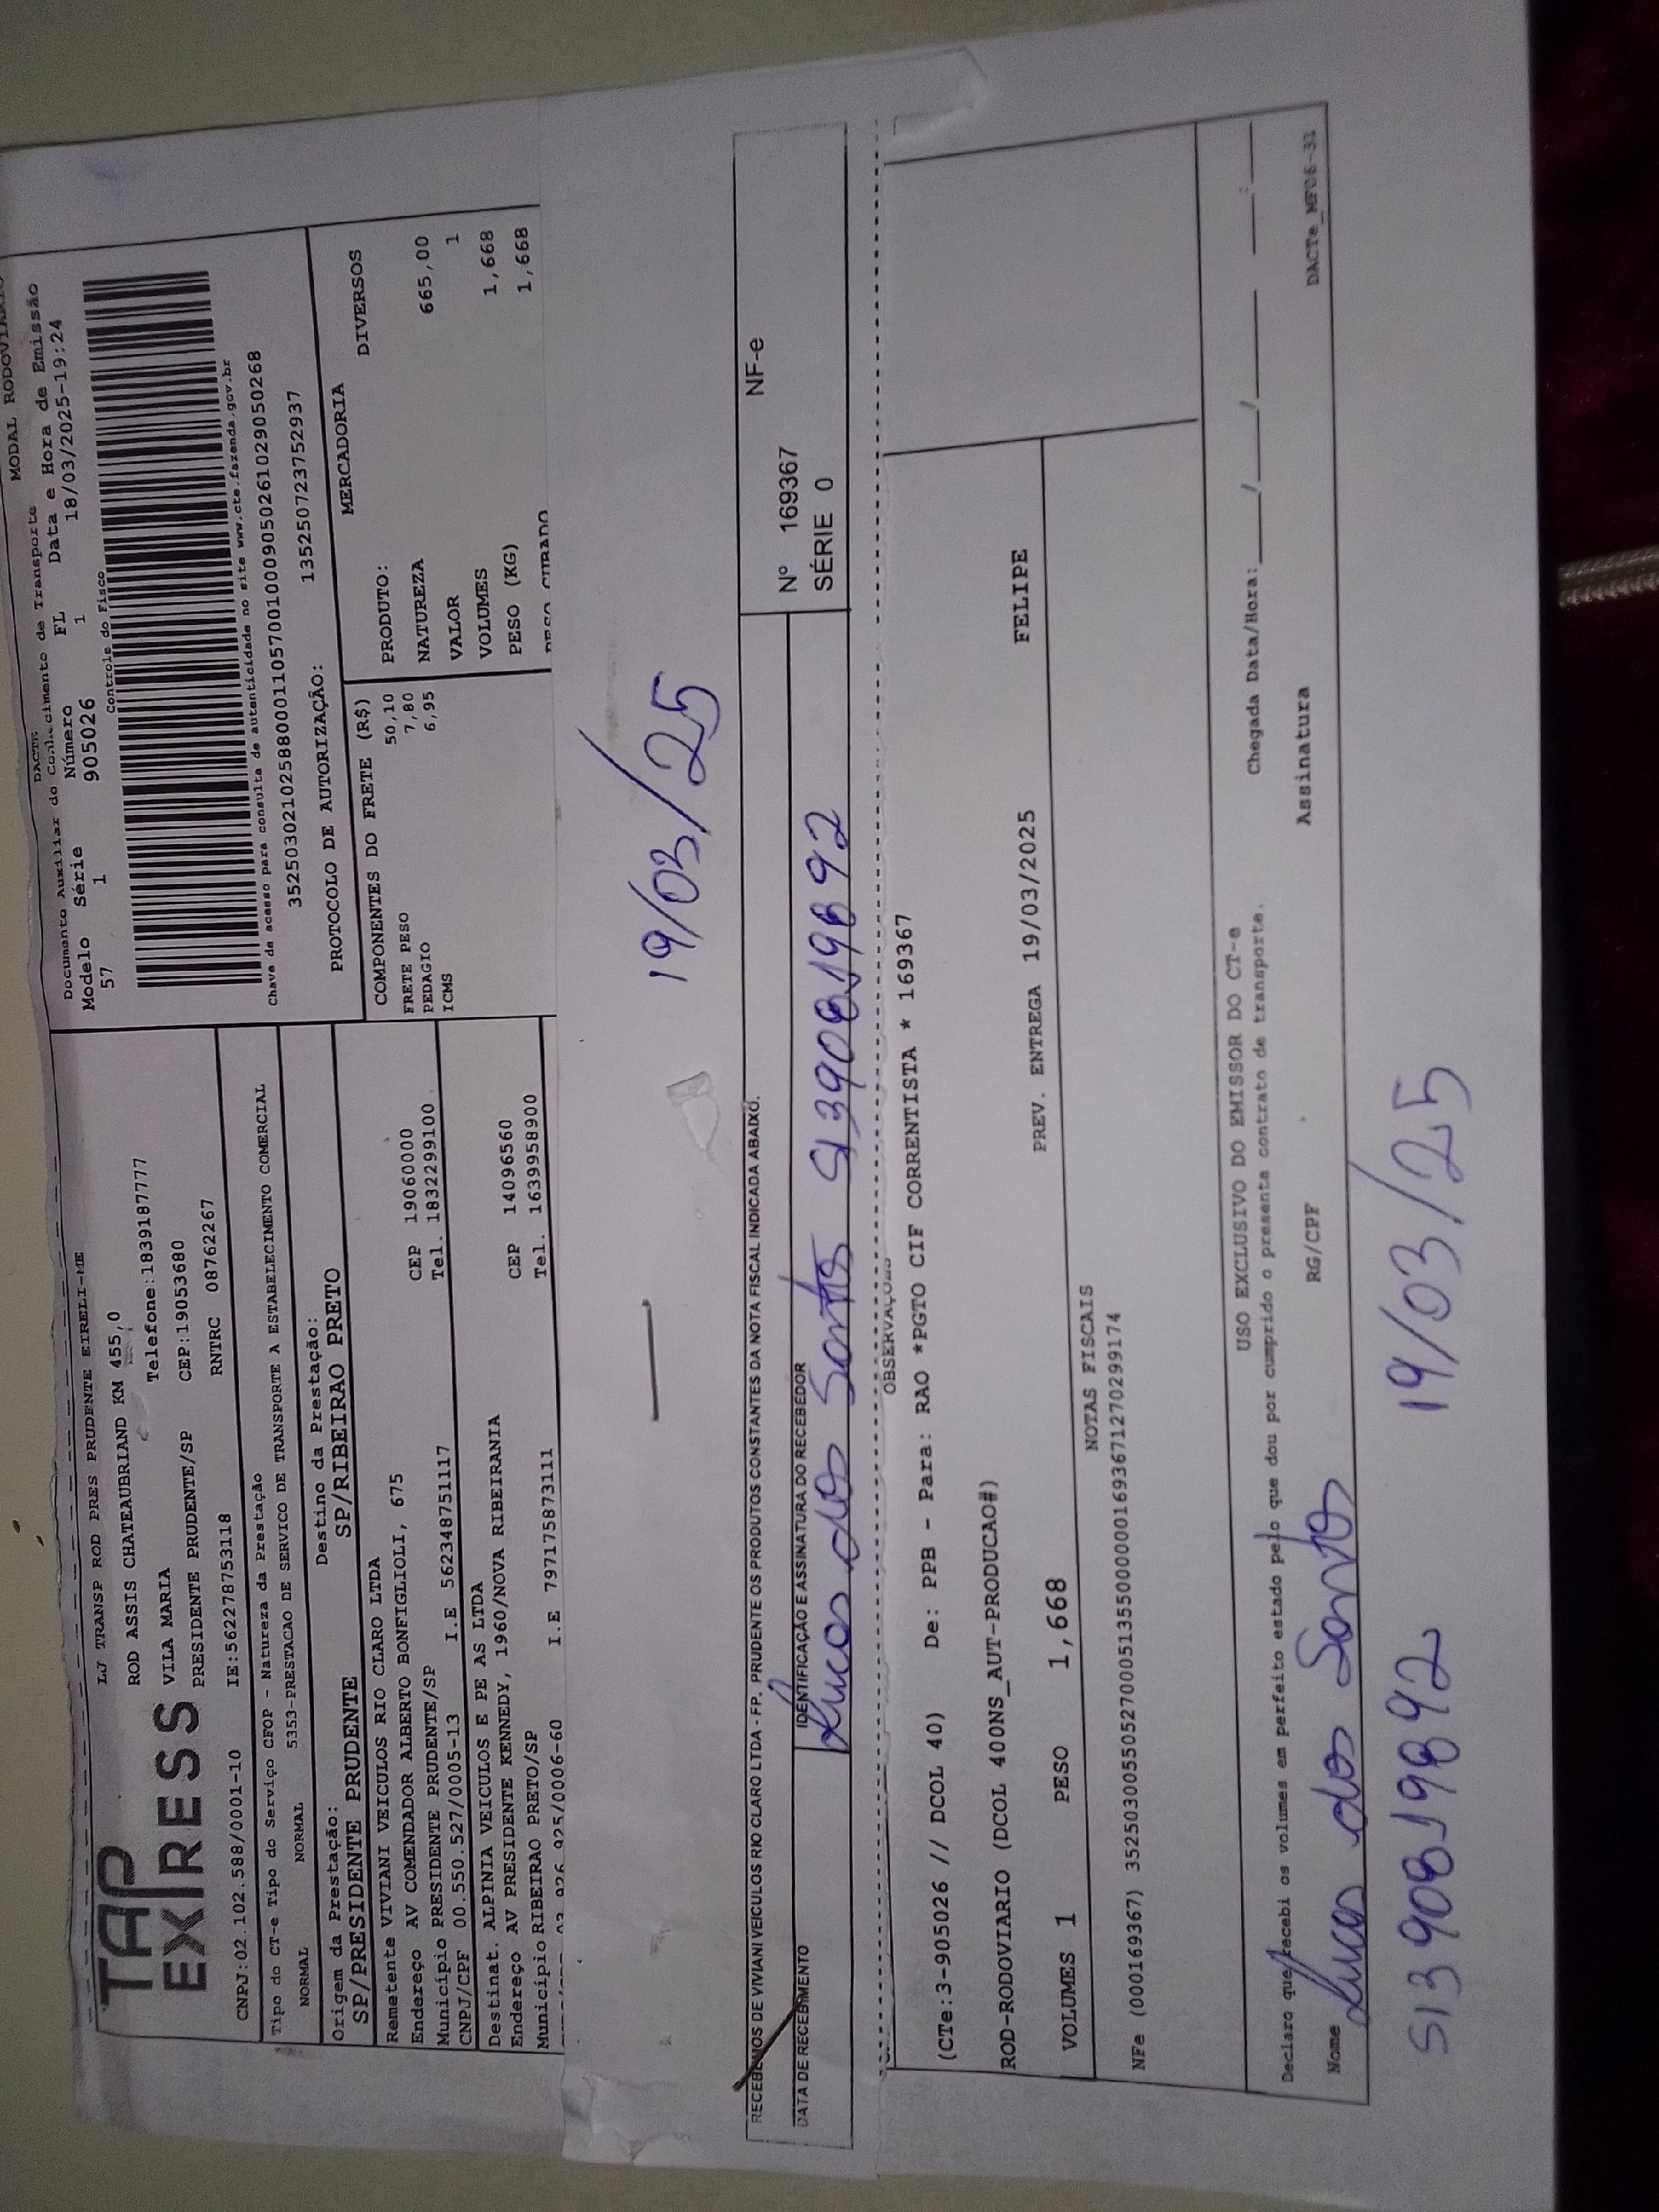 MODAL RODOVIARIO
DACTE
Documento Auxiliar do Conhecimento de Transporte
Modelo Série Número FL Data e Hora de Emissão
57 1 905026 1 18/03/2025-19:24
Controle do Fisco
TAP
EXPRESS
LJ TRANSP ROD PRES PRUDENTE EIRELI-ME
ROD ASSIS CHATEAUBRIAND KM 455,0
Telefone:1839187777
VILA MARIA
PRESIDENTE PRUDENTE/SP CEP:19053680
RNTRC 08762267
CNPJ:02.102.588/0001-10 IE:562278753118
Chave de acesso para consulta de autenticidade no site www.cte.fazenda.gov.br
35250302102588000110570010009050261029050268
PROTOCOLO DE AUTORIZAÇÃO: 135250723752937
Tipo do CT-e Tipo do Serviço CFOP - Natureza da Prestação
NORMAL NORMAL 5353-PRESTACAO DE SERVICO DE TRANSPORTE A ESTABELECIMENTO COMERCIAL
Origem da Prestação: Destino da Prestação:
SP/PRESIDENTE PRUDENTE SP/RIBEIRAO PRETO
Remetente VIVIANI VEICULOS RIO CLARO LTDA
Endereço AV COMENDADOR ALBERTO BONFIGLIOLI, 675 CEP 19060000
Município PRESIDENTE PRUDENTE/SP Tel. 1832299100
CNPJ/CPF 00.550.527/0005-13 I.E 562348751117
Destinat. ALPINIA VEICULOS E PE AS LTDA
Endereço AV PRESIDENTE KENNEDY, 1960/NOVA RIBEIRANIA CEP 14096560
Município RIBEIRAO PRETO/SP Tel. 1639958900
I.E 797175873111
COMPONENTES DO FRETE (R$)
FRETE PESO 50,10
PEDAGIO 7,80
ICMS 6,95
MERCADORIA
PRODUTO: DIVERSOS
NATUREZA
VALOR 665,00
VOLUMES 1
PESO (KG) 1,668
1,668
19/03/25
RECEBEMOS DE VIVIANI VEICULOS RIO CLARO LTDA - FP. PRUDENTE OS PRODUTOS CONSTANTES DA NOTA FISCAL INDICADA ABAIXO.
NF-e
DATA DE RECEBIMENTO IDENTIFICAÇÃO E ASSINATURA DO RECEBEDOR
Nº 169367
SÉRIE 0
Lucas dos Santos
OBSERVAÇÕES
(CTe:3-905026 // DCOL 40) De: PPB - Para: RAO *PGTO CIF CORRENTISTA * 169367
ROD-RODOVIARIO (DCOL 400NS_AUT-PRODUCAO#)
PREV. ENTREGA 19/03/2025 FELIPE
VOLUMES 1 PESO 1,668
NOTAS FISCAIS
NFe (000169367) 35250300550527000513550000001693671270299174
USO EXCLUSIVO DO EMISSOR DO CT-e
Declaro que recebi os volumes em perfeito estado pelo que dou por cumprido o presente contrato de transporte.
Chegada Data/Hora:____/____/____ ____:____
Nome RG/CPF Assinatura
Lucas dos Santos
DACTe_MF06-31
19/03/25